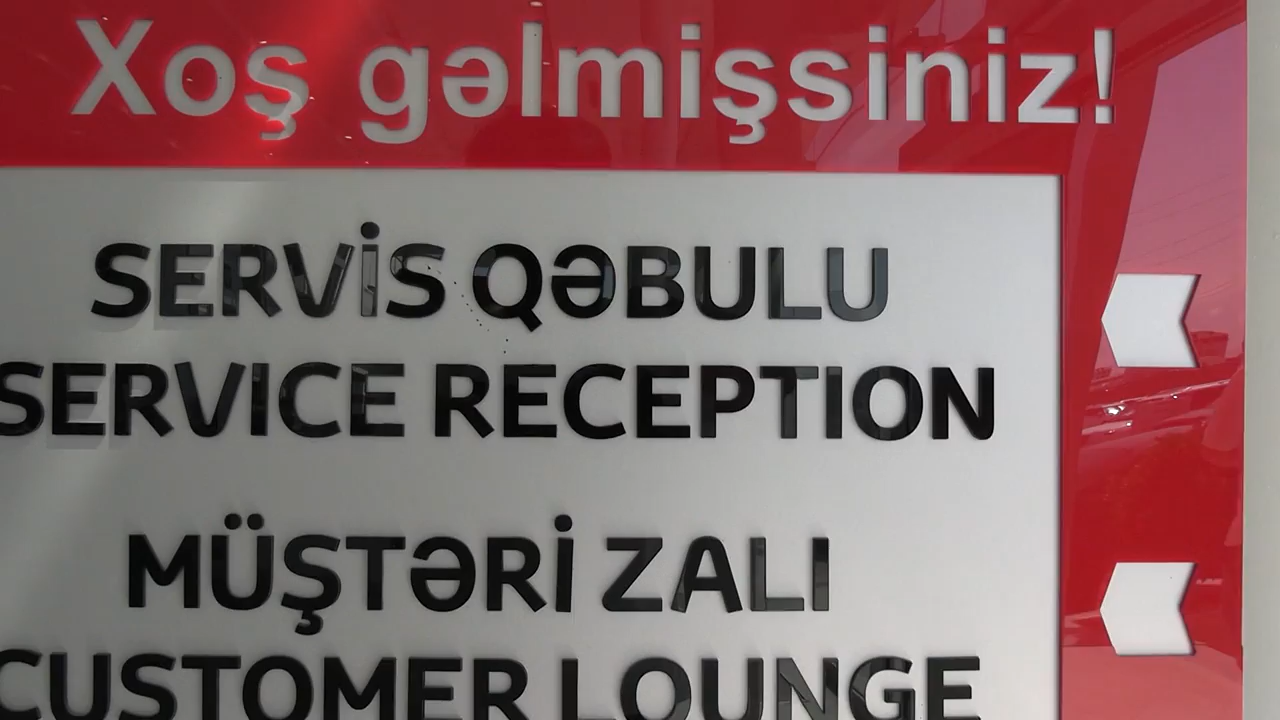 Xoş gəlmişsiniz!
SERVİS QƏBULU
SERVICE RECEPTION
MÜŞTƏRİ ZALI
CUSTOMER LOUNGE